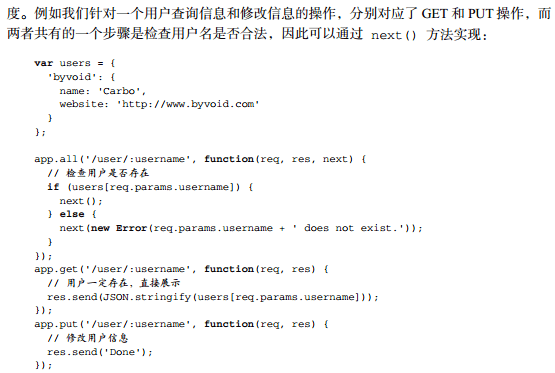 度。例如我们针对一个用户查询信息和修改信息的操作，分别对应了 GET 和 PUT 操作，而
两者共有的一个步骤是检查用户名是否合法，因此可以通过 next() 方法实现：
var users = {
  'byvoid': {
    name: 'Carbo',
    website: 'http://www.byvoid.com'
  }
};
app.all('/user/:username', function(req, res, next) {
  // 检查用户是否存在
  if (users[req.params.username]) {
    next();
  } else {
    next(new Error(req.params.username + ' does not exist.'));
  }
});
app.get('/user/:username', function(req, res) {
  // 用户一定存在，直接展示
  res.send(JSON.stringify(users[req.params.username]));
});
app.put('/user/:username', function(req, res) {
  // 修改用户信息
  res.send('Done');
});